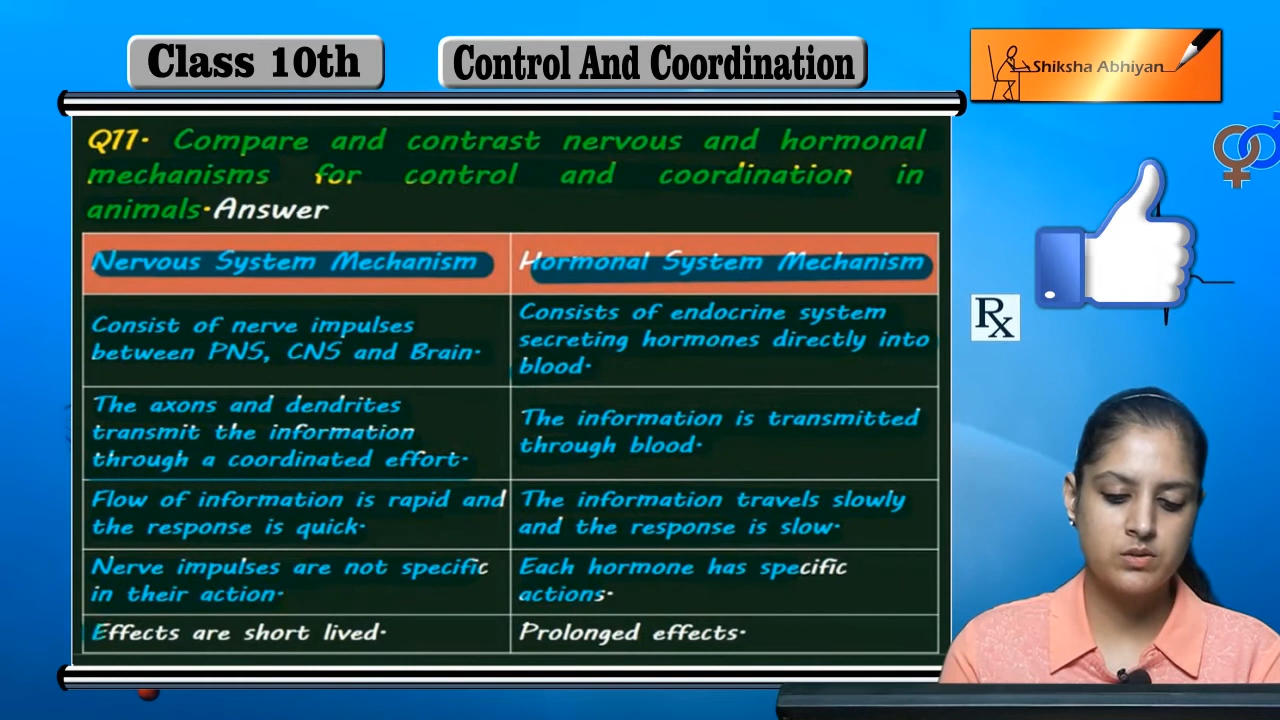 Class 10th
Control And Coordination
Shiksha Abhiyan
Q11. Compare and contrast nervous and hormonal
mechanisms for control and coordination in
animals.Answer
Nervous System Mechanism
Hormonal System Mechanism
Consist of nerve impulses
between PNS, CNS and Brain.
Consists of endocrine system
secreting hormones directly into
blood.
The axons and dendrites
transmit the information
through a coordinated effort.
The information is transmitted
through blood.
Flow of information is rapid and
the response is quick.
The information travels slowly
and the response is slow.
Nerve impulses are not specific
in their action.
Each hormone has specific
actions.
Effects are short lived.
Prolonged effects.
Rx